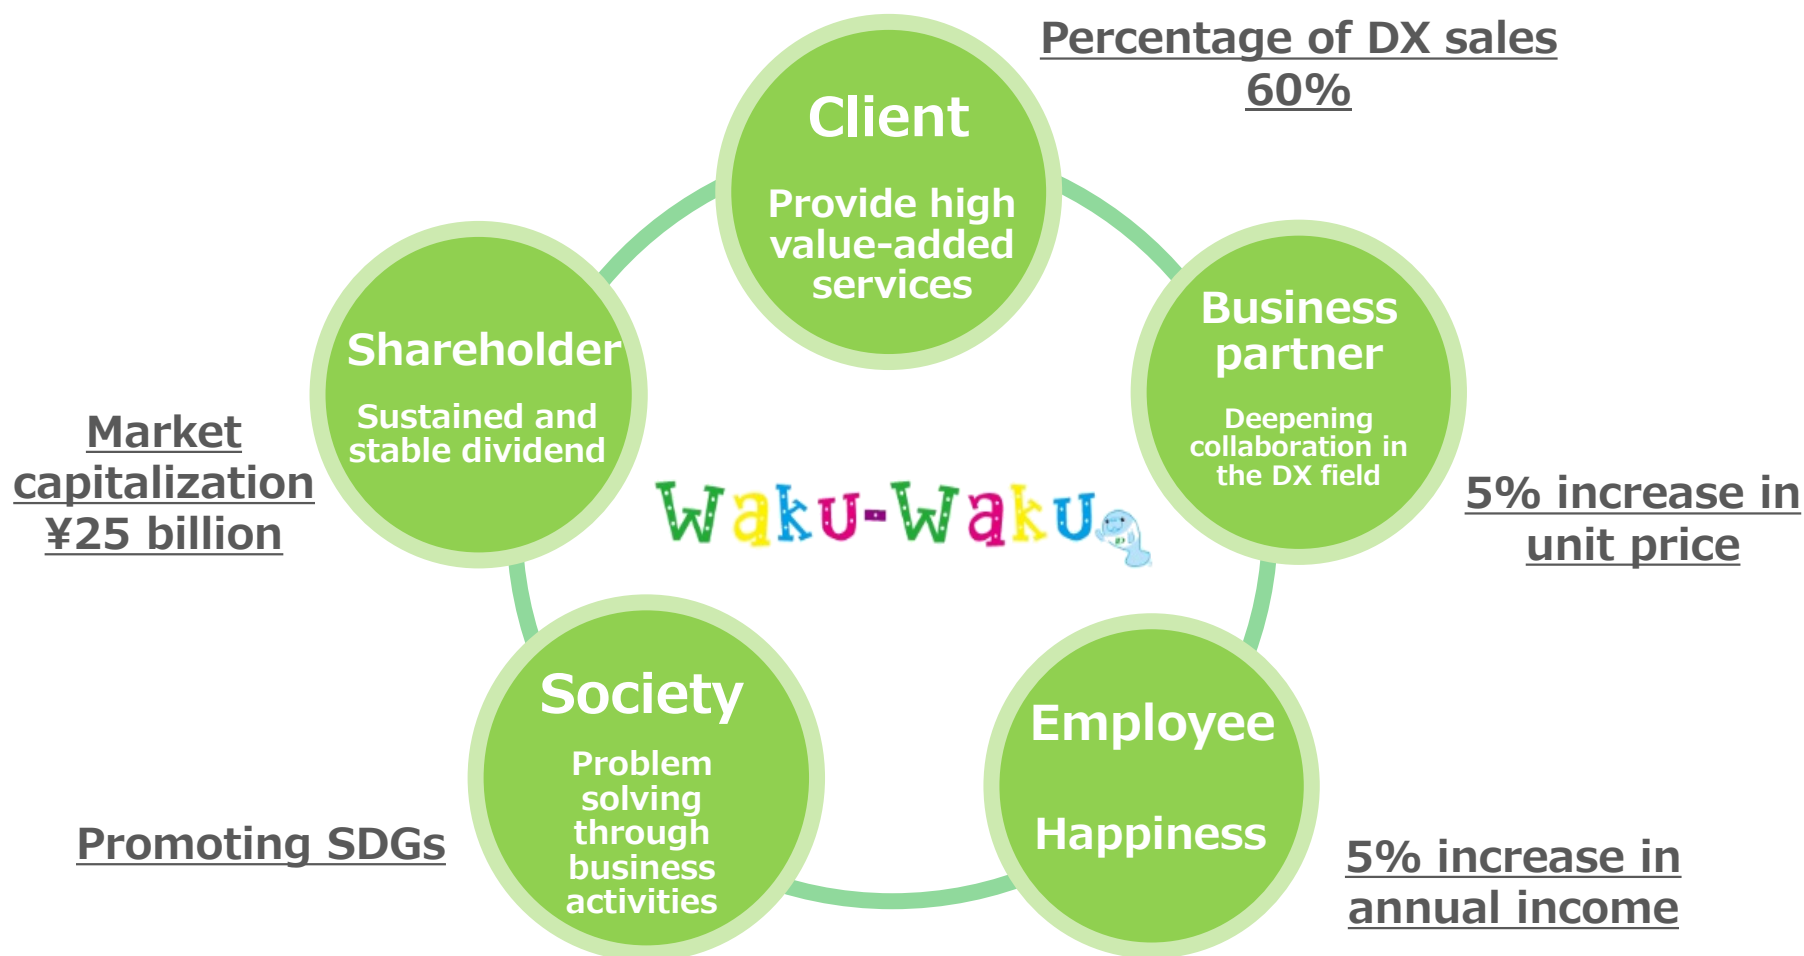 Percentage of DX sales
60%
Client
Provide high
value-added
services
Business
partner
Deepening
collaboration in
the DX field
5% increase in
unit price
Shareholder
Sustained and
stable dividend
Market
capitalization
¥25 billion
Waku-Waku
Society
Problem
solving
through
business
activities
Promoting SDGs
Employee
Happiness
5% increase in
annual income